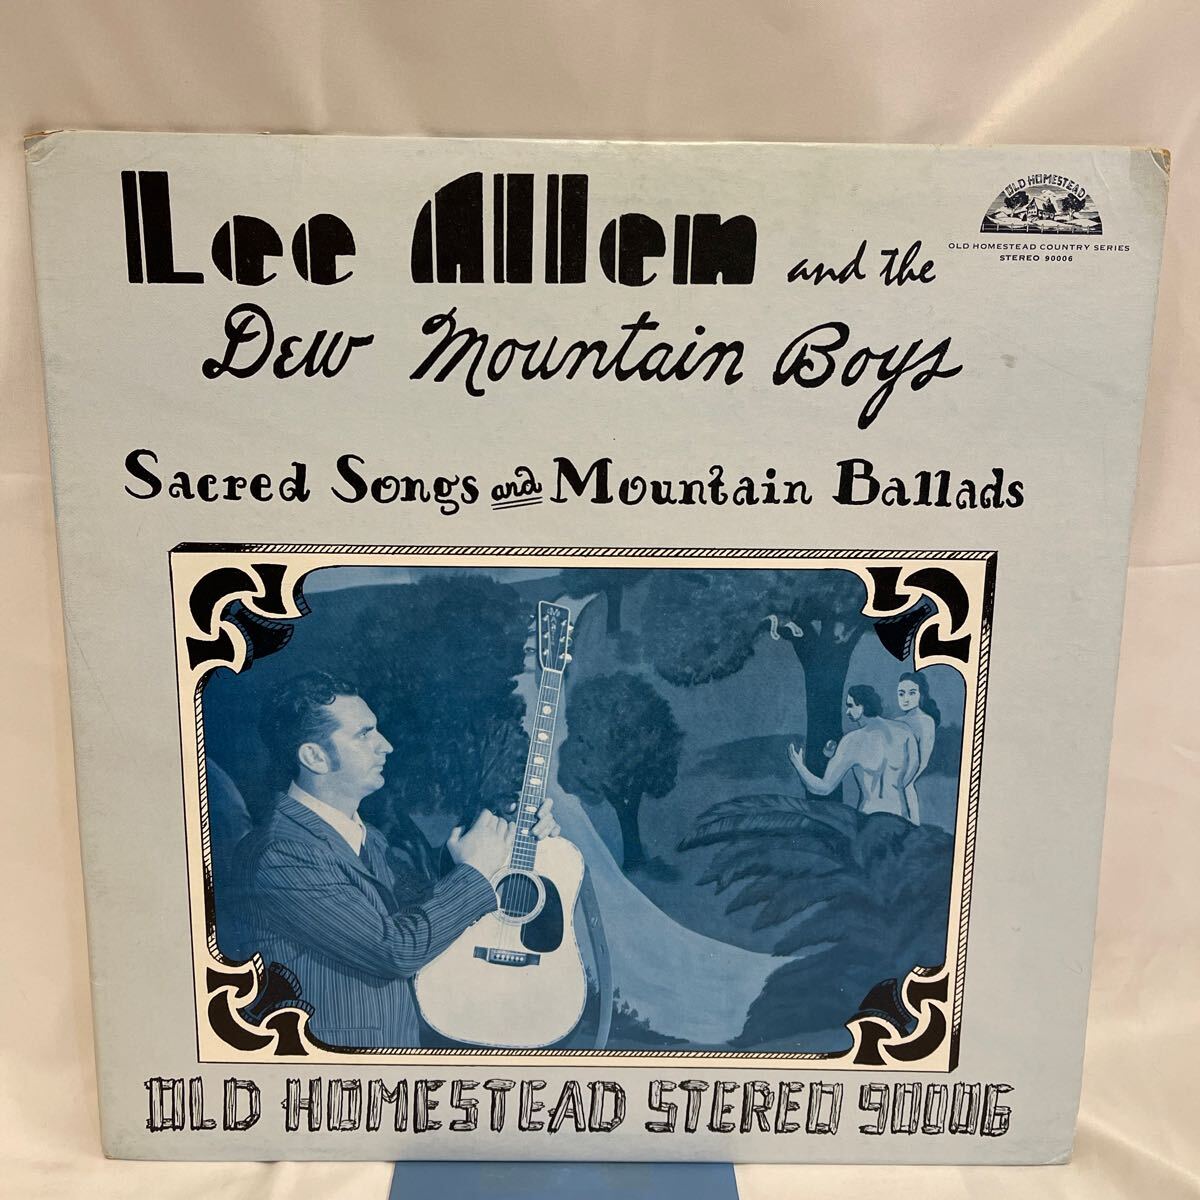 Lee Allen and the
Dew Mountain Boys
OLD HOMESTEAD
OLD HOMESTEAD COUNTRY SERIES
STEREO 90006
Sacred Songs and Mountain Ballads
MARTIN
OLD HOMESTEAD STEREO 90006